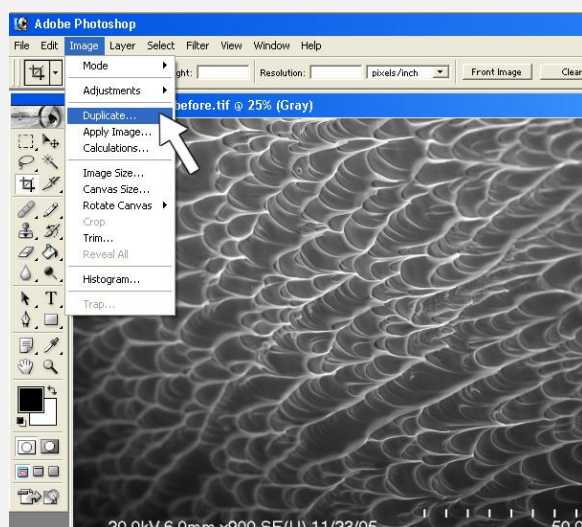 Adobe Photoshop
File Edit Image Layer Select Filter View Window Help
Mode
ght: Resolution: pixels/inch Front Image Clear
Adjustments
before.tif @ 25% (Gray)
Duplicate...
Apply Image...
Calculations...
Image Size...
Canvas Size...
Rotate Canvas
Crop
Trim...
Reveal All
Histogram...
Trap...
20.0kV 6.0mm x900 SE(U) 11/23/05